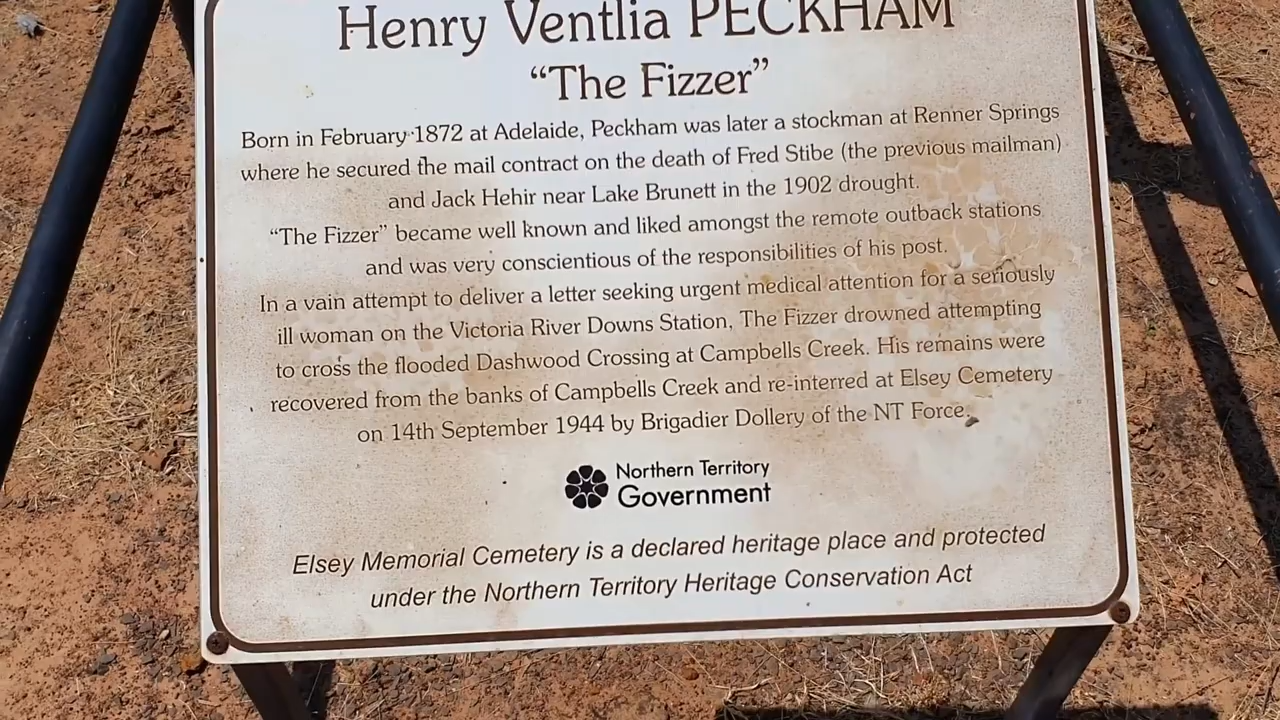 Henry Ventlia PECKHAM
“The Fizzer”
Born in February 1872 at Adelaide, Peckham was later a stockman at Renner Springs
where he secured the mail contract on the death of Fred Stibe (the previous mailman)
and Jack Hehir near Lake Brunett in the 1902 drought.
“The Fizzer” became well known and liked amongst the remote outback stations
and was very conscientious of the responsibilities of his post.
In a vain attempt to deliver a letter seeking urgent medical attention for a seriously
ill woman on the Victoria River Downs Station, The Fizzer drowned attempting
to cross the flooded Dashwood Crossing at Campbells Creek. His remains were
recovered from the banks of Campbells Creek and re-interred at Elsey Cemetery
on 14th September 1944 by Brigadier Dollery of the NT Force.
Northern Territory
Government
Elsey Memorial Cemetery is a declared heritage place and protected
under the Northern Territory Heritage Conservation Act